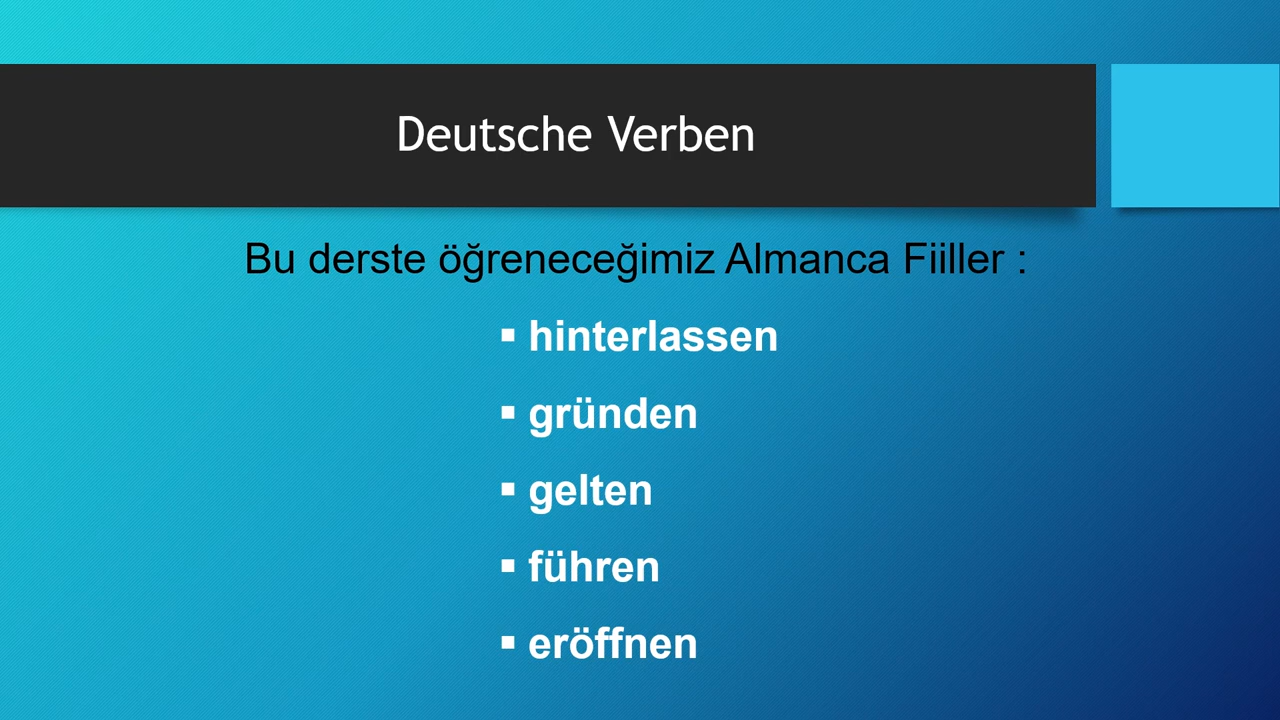 Deutsche Verben
Bu derste öğreneceğimiz Almanca Fiiller :
▪ hinterlassen
▪ gründen
▪ gelten
▪ führen
▪ eröffnen